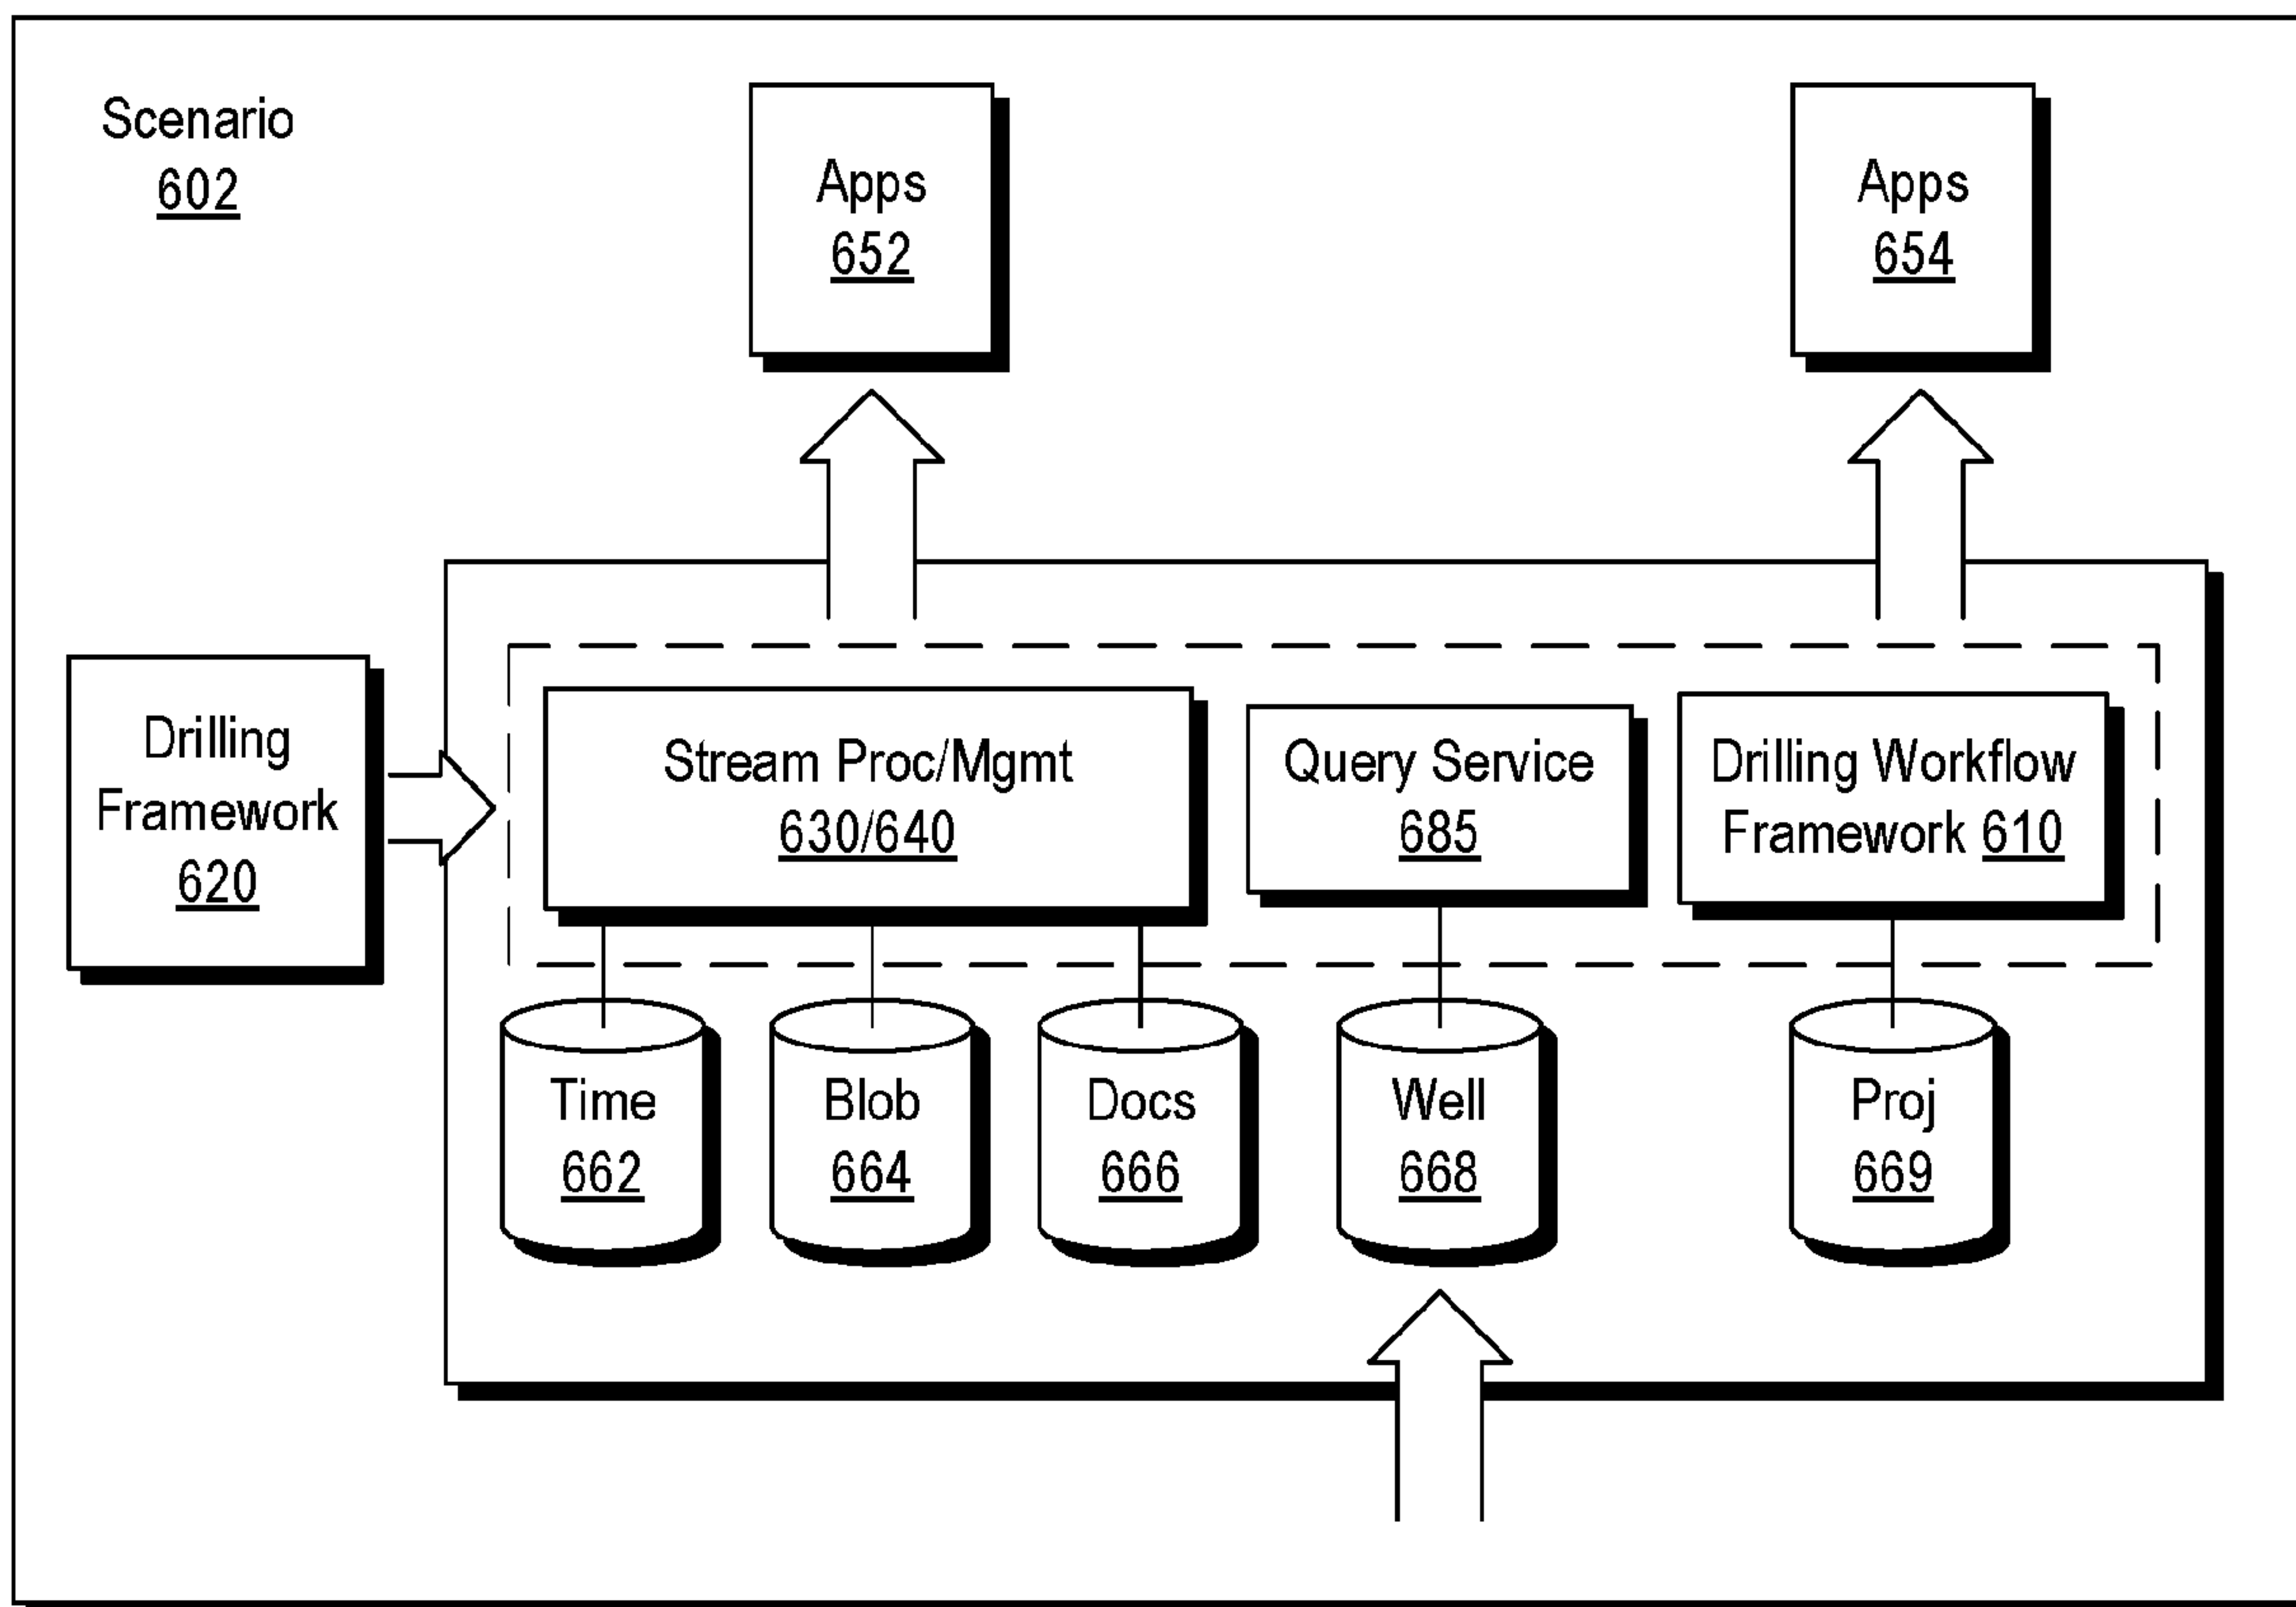 Scenario
602
Apps
652
Apps
654
Drilling
Framework
620
Stream Proc/Mgmt
630/640
Query Service
685
Drilling Workflow
Framework 610
Time
662
Blob
664
Docs
666
Well
668
Proj
669